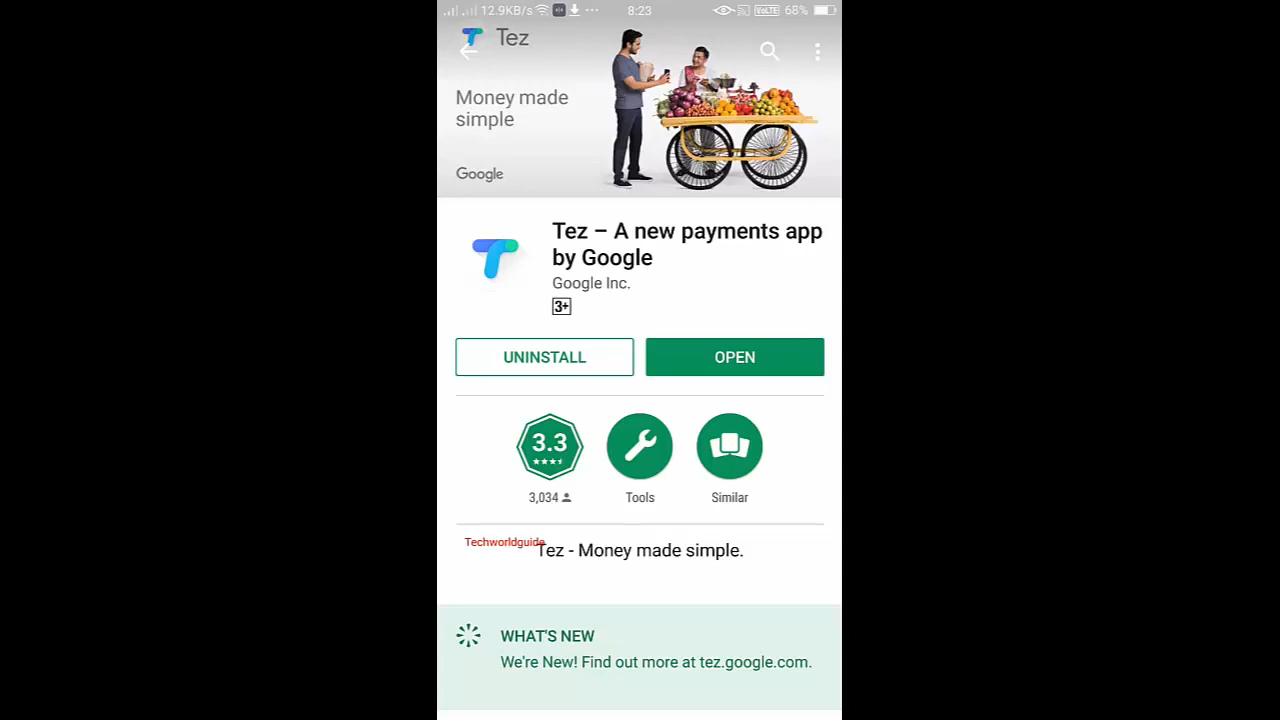 12.9KB/s 8:23 VoLTE 68%
Tez
Money made
simple
Google
Tez – A new payments app
by Google
Google Inc.
3+
UNINSTALL OPEN
3.3
3,034 Tools Similar
Techworldguide
Tez - Money made simple.
WHAT'S NEW
We're New! Find out more at tez.google.com.